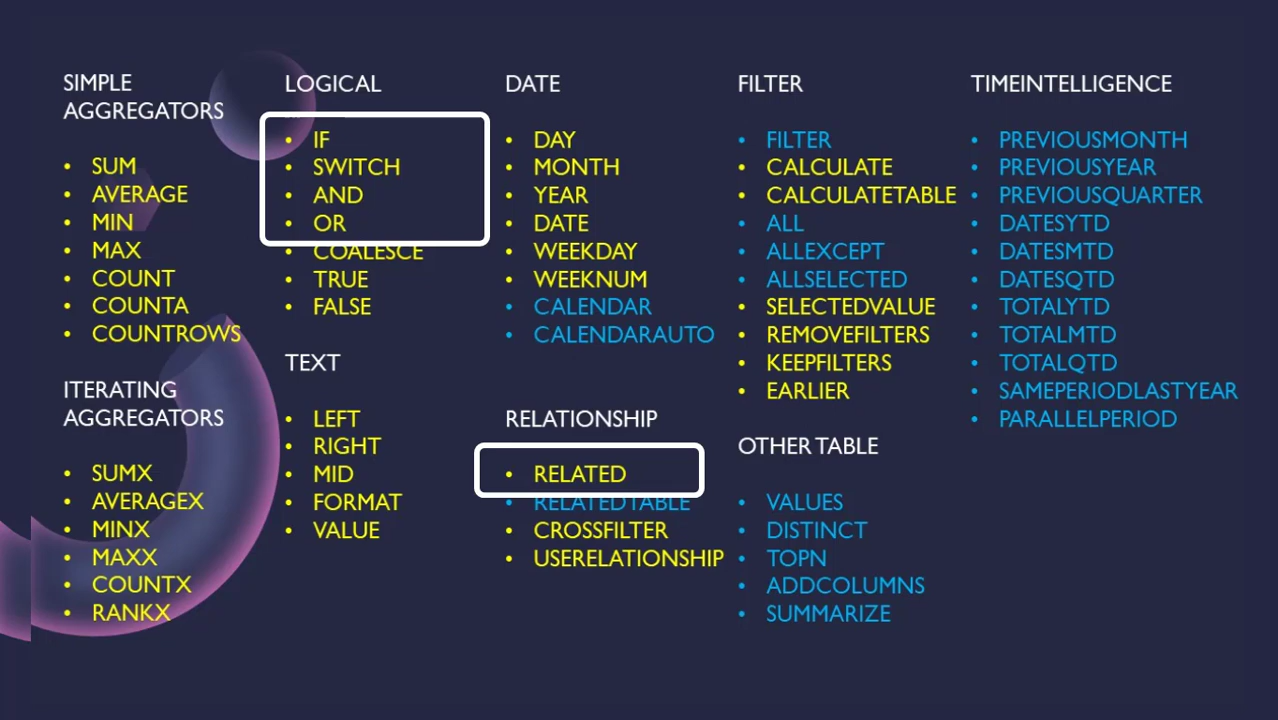 SIMPLE
AGGREGATORS
• SUM
• AVERAGE
• MIN
• MAX
• COUNT
• COUNTA
• COUNTROWS
ITERATING
AGGREGATORS
• SUMX
• AVERAGEX
• MINX
• MAXX
• COUNTX
• RANKX
LOGICAL
• IF
• SWITCH
• AND
• OR
• COALESCE
• TRUE
• FALSE
TEXT
• LEFT
• RIGHT
• MID
• FORMAT
• VALUE
DATE
• DAY
• MONTH
• YEAR
• DATE
• WEEKDAY
• WEEKNUM
• CALENDAR
• CALENDARAUTO
RELATIONSHIP
• RELATED
• RELATEDTABLE
• CROSSFILTER
• USERELATIONSHIP
FILTER
• FILTER
• CALCULATE
• CALCULATETABLE
• ALL
• ALLEXCEPT
• ALLSELECTED
• SELECTEDVALUE
• REMOVEFILTERS
• KEEPFILTERS
• EARLIER
OTHER TABLE
• VALUES
• DISTINCT
• TOPN
• ADDCOLUMNS
• SUMMARIZE
TIMEINTELLIGENCE
• PREVIOUSMONTH
• PREVIOUSYEAR
• PREVIOUSQUARTER
• DATESYTD
• DATESMTD
• DATESQTD
• TOTALYTD
• TOTALMTD
• TOTALQTD
• SAMEPERIODLASTYEAR
• PARALLELPERIOD